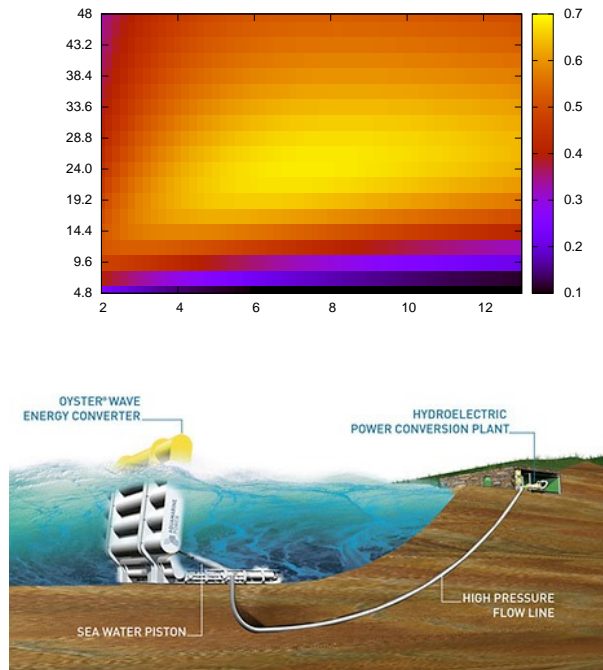 48
43.2
38.4
33.6
28.8
24.0
19.2
14.4
9.6
4.8
2 4 6 8 10 12
0.7
0.6
0.5
0.4
0.3
0.2
0.1
OYSTER® WAVE
ENERGY CONVERTER
HYDROELECTRIC
POWER CONVERSION PLANT
AQUAMARINE
POWER
HIGH PRESSURE
FLOW LINE
SEA WATER PISTON